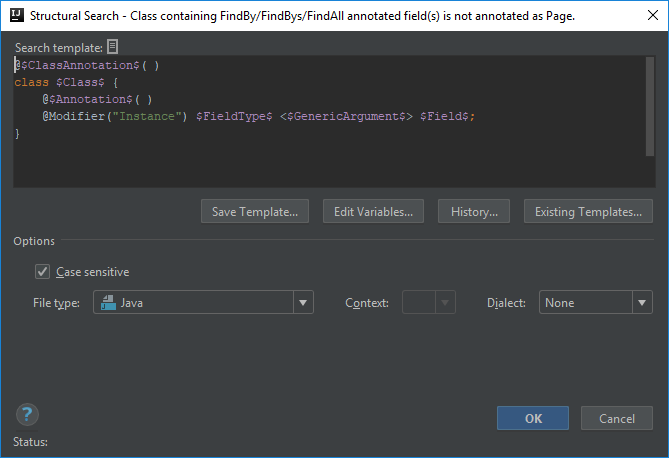 IJ Structural Search - Class containing FindBy/FindBys/FindAll annotated field(s) is not annotated as Page.
Search template:
@$ClassAnnotation$( )
class $Class$ {
    @$Annotation$( )
    @Modifier("Instance") $FieldType$ <$GenericArgument$> $Field$;
}
Save Template... Edit Variables... History... Existing Templates...
Options
Case sensitive
File type: Java Context: Dialect: None
? OK Cancel
Status: